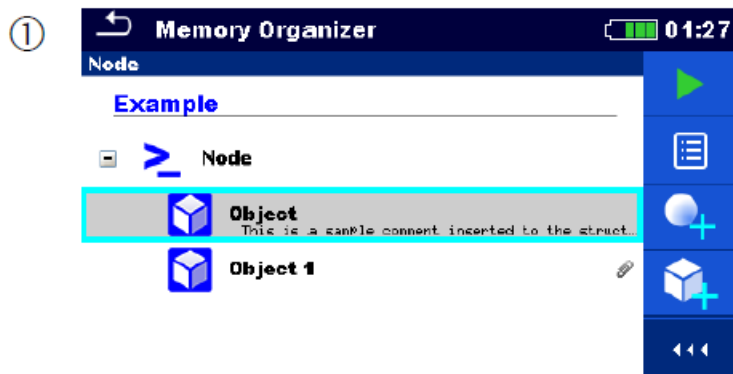 ①
Memory Organizer
01:27
Node
Example
Node
Object
This is a sample comment inserted to the struct...
Object 1